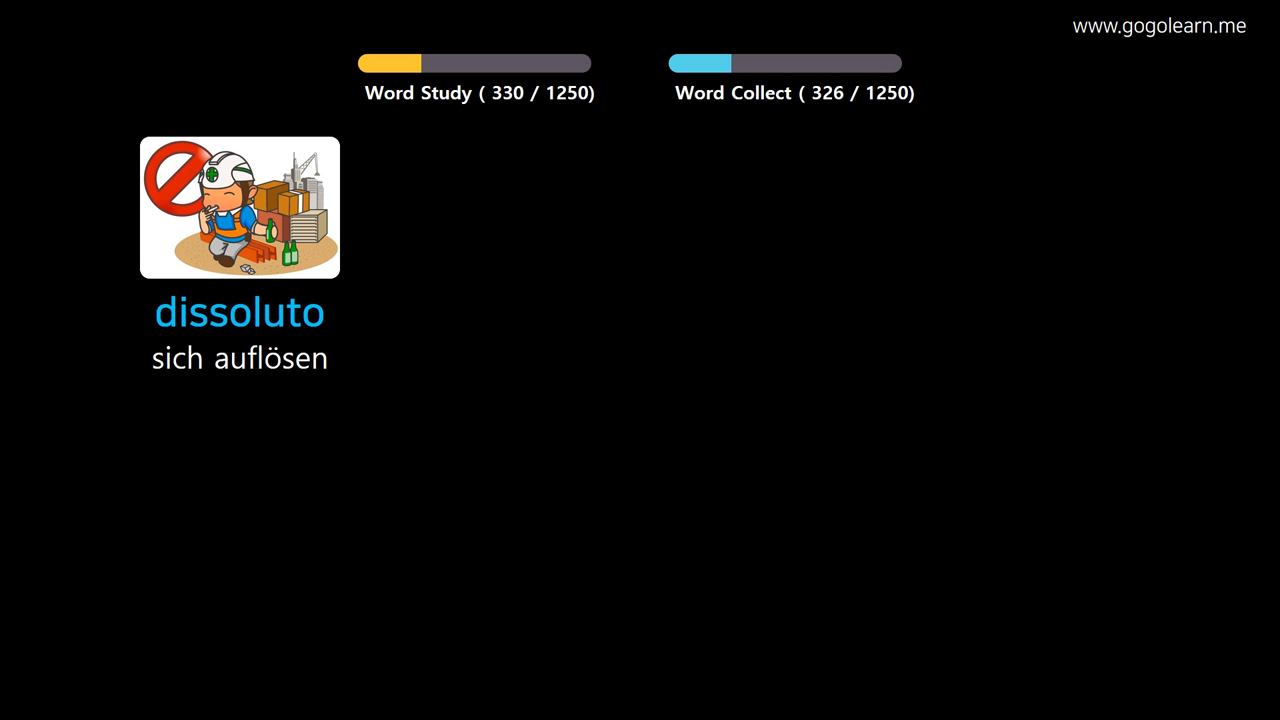 www.gogolearn.me
Word Study ( 330 / 1250)
Word Collect ( 326 / 1250)
dissoluto
sich auflösen